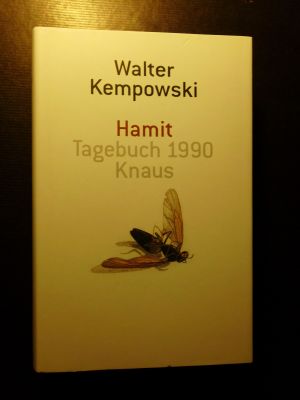 Walter
Kempowski
Hamit
Tagebuch 1990
Knaus